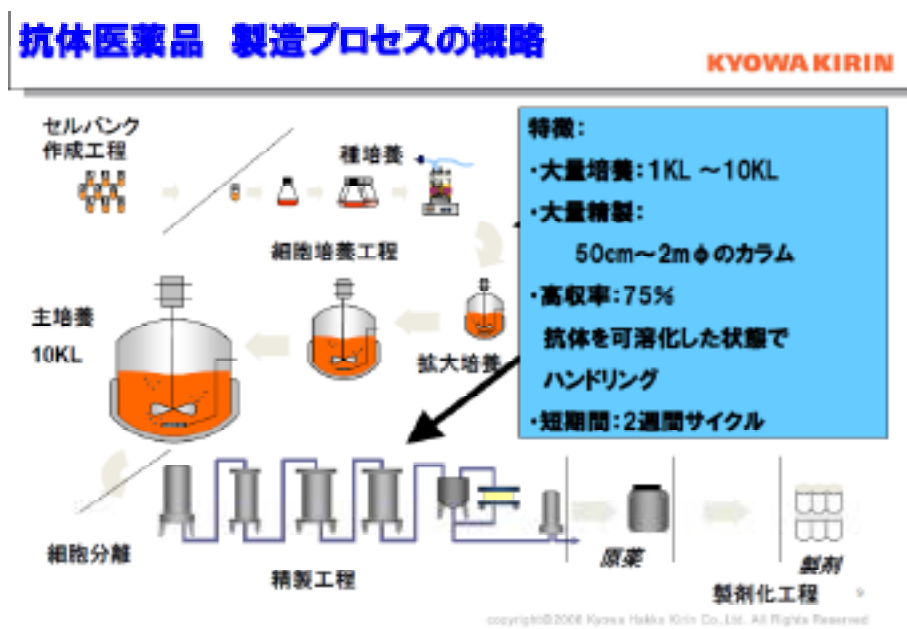 抗体医薬品 製造プロセスの概略
KYOWA KIRIN
セルバンク
作成工程
種培養
細胞培養工程
特徴:
・大量培養:1KL ～10KL
・大量精製:
50cm～2mφのカラム
・高収率:75%
抗体を可溶化した状態で
ハンドリング
・短期間:2週間サイクル
主培養
10KL
拡大培養
細胞分離
精製工程
原薬
製剤
製剤化工程
9
copyright©2008 Kyowa Hakko Kirin Co., Ltd. All Rights Reserved